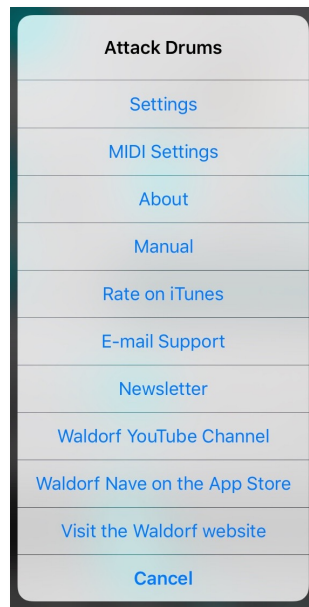 Attack Drums
Settings
MIDI Settings
About
Manual
Rate on iTunes
E-mail Support
Newsletter
Waldorf YouTube Channel
Waldorf Nave on the App Store
Visit the Waldorf website
Cancel